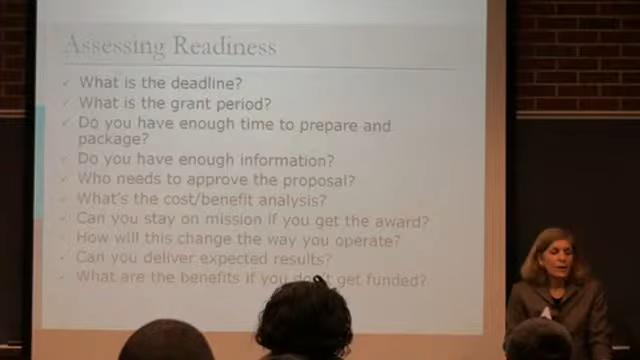 Assessing Readiness
✓ What is the deadline?
✓ What is the grant period?
✓ Do you have enough time to prepare and
package?
✓ Do you have enough information?
✓ Who needs to approve the proposal?
✓ What's the cost/benefit analysis?
✓ Can you stay on mission if you get the award?
✓ How will this change the way you operate?
✓ Can you deliver expected results?
✓ What are the benefits if you don't get funded?